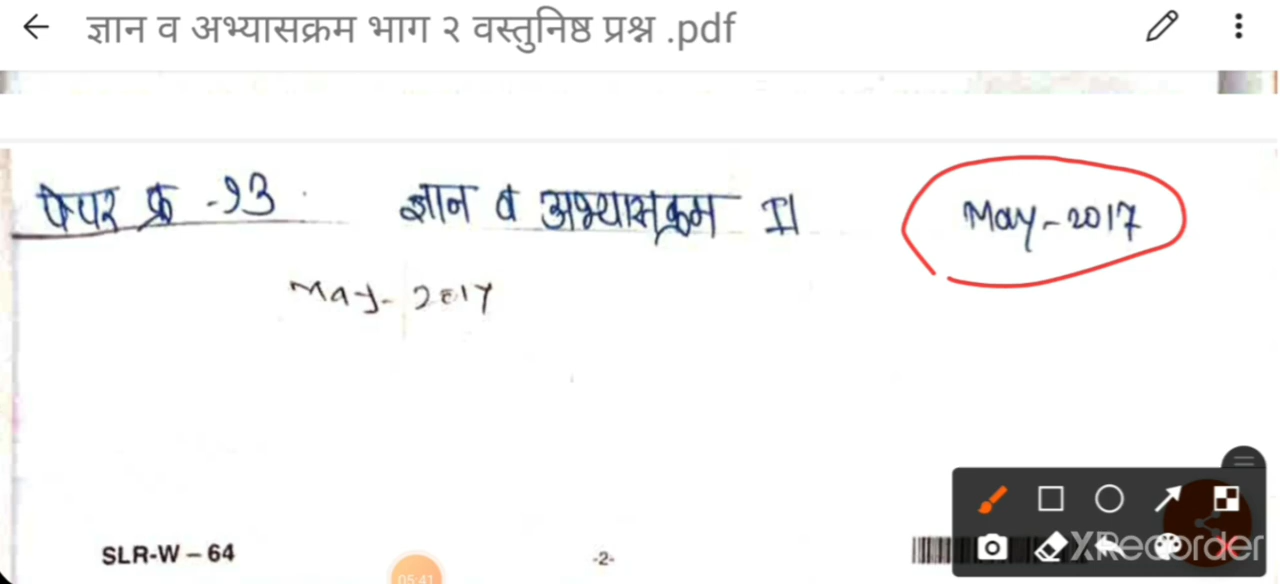 ज्ञान व अभ्यासक्रम भाग २ वस्तुनिष्ठ प्रश्न .pdf
पेपर क्र -१३ ज्ञान व अभ्यासक्रम II May-2017
May- 2017
SLR-W – 64 -2-
05:41
XRecorder